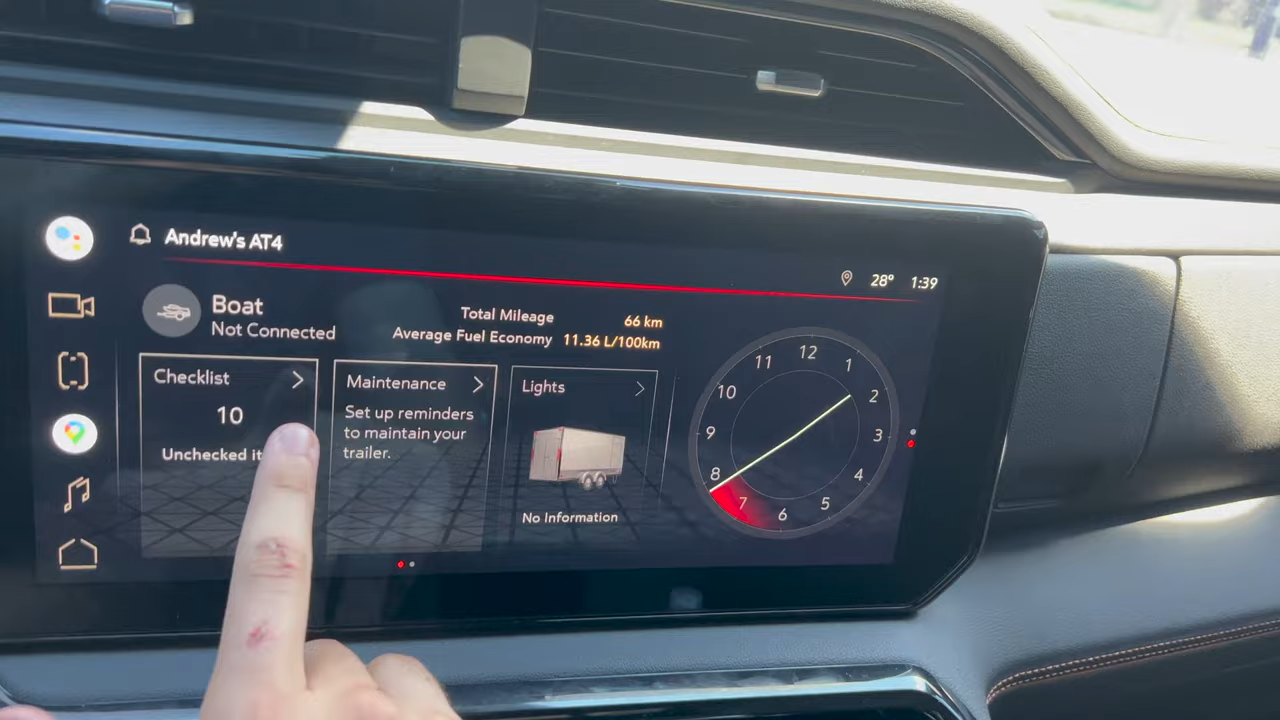 Andrew's AT4
28° 1:39
Boat
Not Connected
Total Mileage 66 km
Average Fuel Economy 11.36 L/100km
Checklist
10
Unchecked it
Maintenance
Set up reminders
to maintain your
trailer.
Lights
No Information
12
1
2
3
4
5
6
7
8
9
10
11